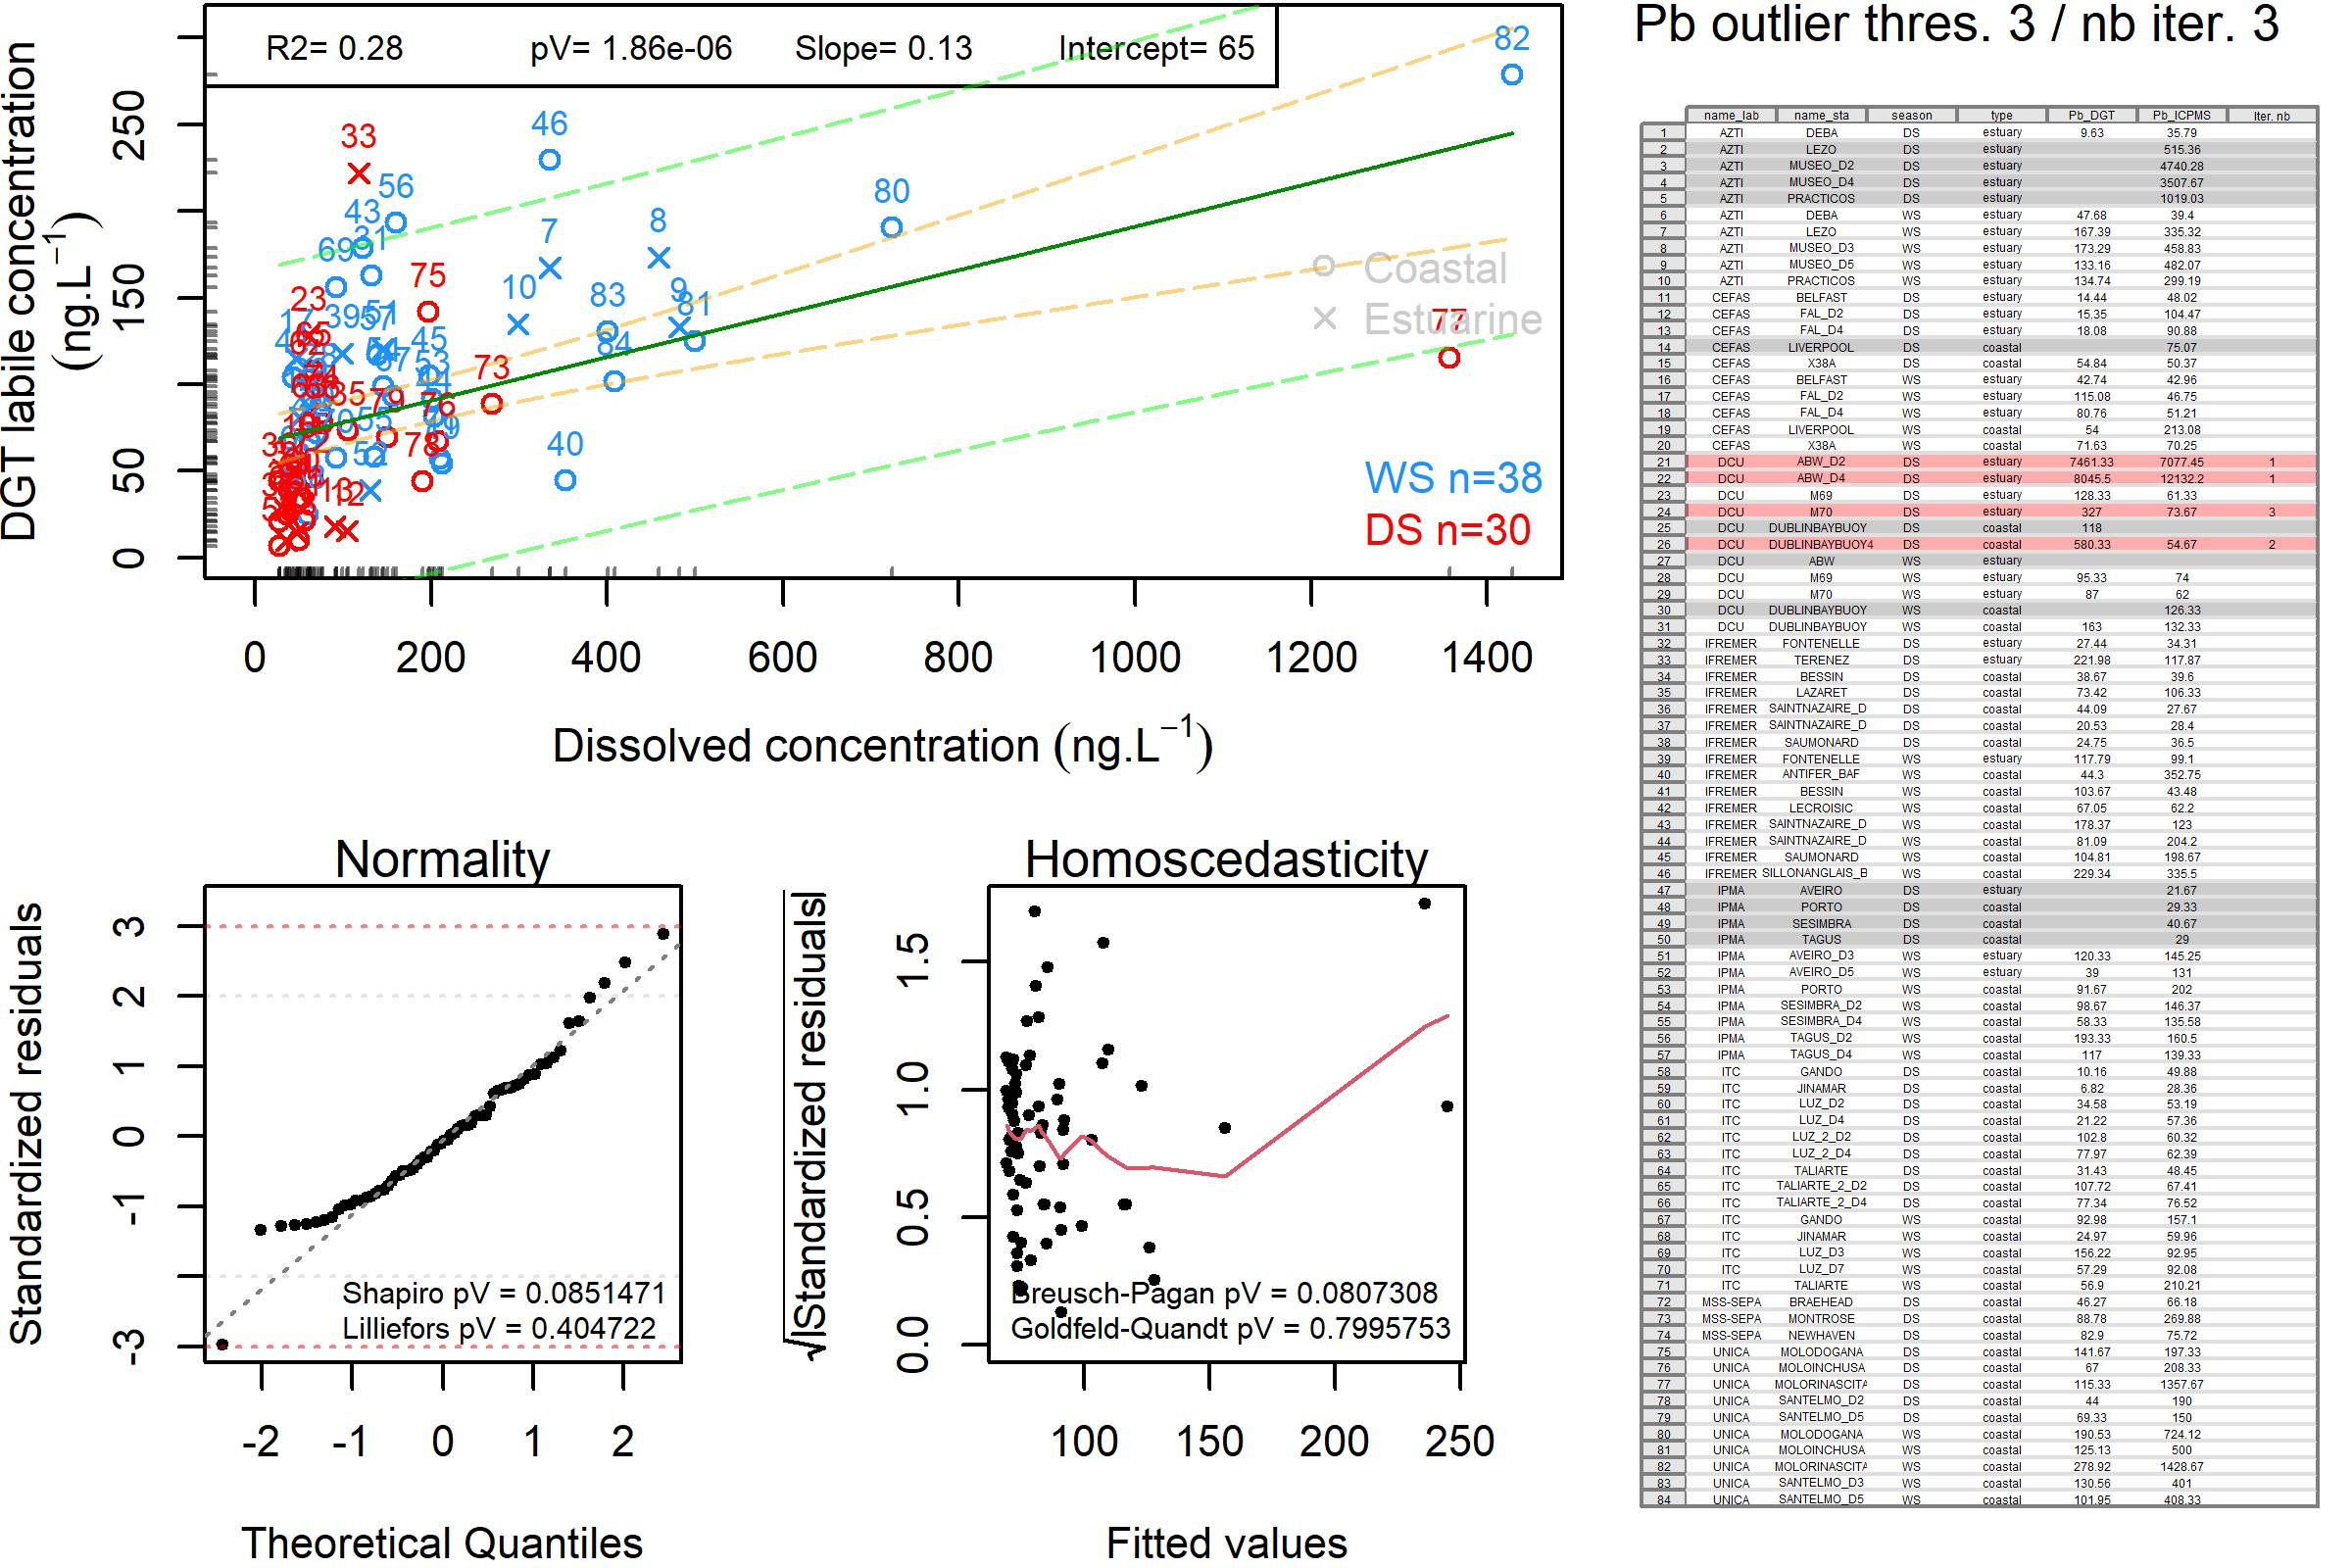 Pb outlier thres. 3 / nb iter. 3
R2= 0.28 pV= 1.86e-06 Slope= 0.13 Intercept= 65
DGT labile concentration
(ng.L−1)
0 50 150 250
0 200 400 600 800 1000 1200 1400
Dissolved concentration (ng.L−1)
Coastal
Estuarine
WS n=38
DS n=30
82
46
33
56
43
31
69
7
8
80
10
83
9
81
84
75
23
73
40
77
45
78
12
13
Normality
Standardized residuals
3
2
1
0
-1
-3
Shapiro pV = 0.0851471
Lilliefors pV = 0.404722
-2 -1 0 1 2
Theoretical Quantiles
Homoscedasticity
√|Standardized residuals|
0.0 0.5 1.0 1.5
Breusch-Pagan pV = 0.0807308
Goldfeld-Quandt pV = 0.7995753
100 150 200 250
Fitted values
name_lab name_sta season type Pb_DGT Pb_ICPMS Iter. nb
1 AZTI DEBA DS estuary 9.63 35.79
2 AZTI LEZO DS estuary 515.36
3 AZTI MUSEO_D2 DS estuary 4740.28
4 AZTI MUSEO_D4 DS estuary 3507.67
5 AZTI PRACTICOS DS estuary 1019.03
6 AZTI DEBA WS estuary 47.68 39.4
7 AZTI LEZO WS estuary 167.39 335.32
8 AZTI MUSEO_D3 WS estuary 173.29 458.83
9 AZTI MUSEO_D5 WS estuary 133.16 482.07
10 AZTI PRACTICOS WS estuary 134.74 299.19
11 CEFAS BELFAST DS estuary 14.44 48.02
12 CEFAS FAL_D2 DS estuary 15.35 104.47
13 CEFAS FAL_D4 DS estuary 18.08 90.88
14 CEFAS LIVERPOOL DS coastal 75.07
15 CEFAS X38A DS coastal 54.84 50.37
16 CEFAS BELFAST WS estuary 42.74 42.96
17 CEFAS FAL_D2 WS estuary 115.08 46.75
18 CEFAS FAL_D4 WS estuary 80.76 51.21
19 CEFAS LIVERPOOL WS coastal 54 213.08
20 CEFAS X38A WS coastal 71.63 70.25
21 DCU ABW_D2 DS estuary 7461.33 7077.45 1
22 DCU ABW_D4 DS estuary 8045.5 12132.2 1
23 DCU M69 DS estuary 128.33 61.33
24 DCU M70 DS estuary 327 73.67 3
25 DCU DUBLINBAYBUOY DS coastal 118
26 DCU DUBLINBAYBUOY4 DS coastal 580.33 54.67 2
27 DCU ABW WS estuary
28 DCU M69 WS estuary 95.33 74
29 DCU M70 WS estuary 87 62
30 DCU DUBLINBAYBUOY WS coastal 126.33
31 DCU DUBLINBAYBUOY WS coastal 163 132.33
32 IFREMER FONTENELLE DS estuary 27.44 34.31
33 IFREMER TERENEZ DS estuary 221.98 117.87
34 IFREMER BESSIN DS coastal 38.67 39.6
35 IFREMER LAZARET DS coastal 73.42 106.33
36 IFREMER SAINTNAZAIRE_D DS coastal 44.09 27.67
37 IFREMER SAINTNAZAIRE_D DS coastal 20.53 28.4
38 IFREMER SAUMONARD DS coastal 24.75 36.5
39 IFREMER FONTENELLE WS estuary 117.79 99.1
40 IFREMER ANTIFER_BAF WS coastal 44.3 352.75
41 IFREMER BESSIN WS coastal 103.67 43.48
42 IFREMER LECROISIC WS coastal 67.05 62.2
43 IFREMER SAINTNAZAIRE_D WS coastal 178.37 123
44 IFREMER SAINTNAZAIRE_D WS coastal 81.09 204.2
45 IFREMER SAUMONARD WS coastal 104.81 198.67
46 IFREMER SILLONANGLAIS_B WS coastal 229.34 335.5
47 IPMA AVEIRO DS estuary 21.67
48 IPMA PORTO DS coastal 29.33
49 IPMA SESIMBRA DS coastal 40.67
50 IPMA TAGUS DS coastal 29
51 IPMA AVEIRO_D3 WS estuary 120.33 145.25
52 IPMA AVEIRO_D5 WS estuary 39 131
53 IPMA PORTO WS coastal 91.67 202
54 IPMA SESIMBRA_D2 WS coastal 98.67 146.37
55 IPMA SESIMBRA_D4 WS coastal 58.33 135.58
56 IPMA TAGUS_D2 WS coastal 193.33 160.5
57 IPMA TAGUS_D4 WS coastal 117 139.33
58 ITC GANDO DS coastal 10.16 49.88
59 ITC JINAMAR DS coastal 6.82 28.36
60 ITC LUZ_D2 DS coastal 34.58 53.19
61 ITC LUZ_D4 DS coastal 21.22 57.36
62 ITC LUZ_2_D2 DS coastal 102.8 60.32
63 ITC LUZ_2_D4 DS coastal 77.97 62.39
64 ITC TALIARTE DS coastal 31.43 48.45
65 ITC TALIARTE_2_D2 DS coastal 107.72 67.41
66 ITC TALIARTE_2_D4 DS coastal 77.34 76.52
67 ITC GANDO WS coastal 92.98 157.1
68 ITC JINAMAR WS coastal 24.97 59.96
69 ITC LUZ_D3 WS coastal 156.22 92.95
70 ITC LUZ_D7 WS coastal 57.29 92.08
71 ITC TALIARTE WS coastal 56.9 210.21
72 MSS-SEPA BRAEHEAD DS coastal 46.27 66.18
73 MSS-SEPA MONTROSE DS coastal 88.78 269.88
74 MSS-SEPA NEWHAVEN DS coastal 82.9 75.72
75 UNICA MOLODOGANA DS coastal 141.67 197.33
76 UNICA MOLOINCHUSA DS coastal 67 208.33
77 UNICA MOLORINASCITA DS coastal 115.33 1357.67
78 UNICA SANTELMO_D2 DS coastal 44 190
79 UNICA SANTELMO_D5 DS coastal 69.33 150
80 UNICA MOLODOGANA WS coastal 190.53 724.12
81 UNICA MOLOINCHUSA WS coastal 125.13 500
82 UNICA MOLORINASCITA WS coastal 278.92 1428.67
83 UNICA SANTELMO_D3 WS coastal 130.56 401
84 UNICA SANTELMO_D5 WS coastal 101.95 408.33